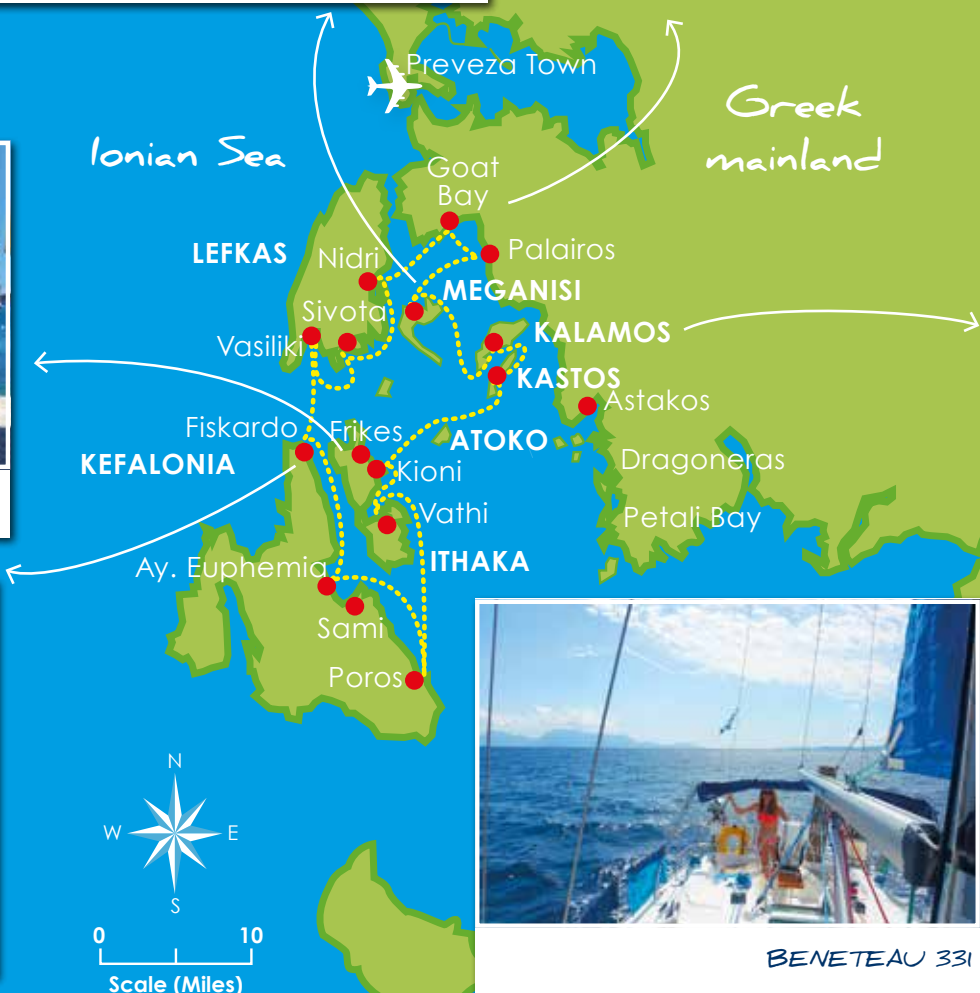 Preveza Town
Ionian Sea
Greek
mainland
Goat
Bay
LEFKAS
Nidri
Palairos
MEGANISI
Sivota
KALAMOS
Vasiliki
KASTOS
Astakos
Fiskardo
Frikes
ATOKO
KEFALONIA
Kioni
Dragoneras
Vathi
Petali Bay
ITHAKA
Ay. Euphemia
Sami
Poros
N
W
E
S
0
10
Scale (Miles)
BENETEAU 331